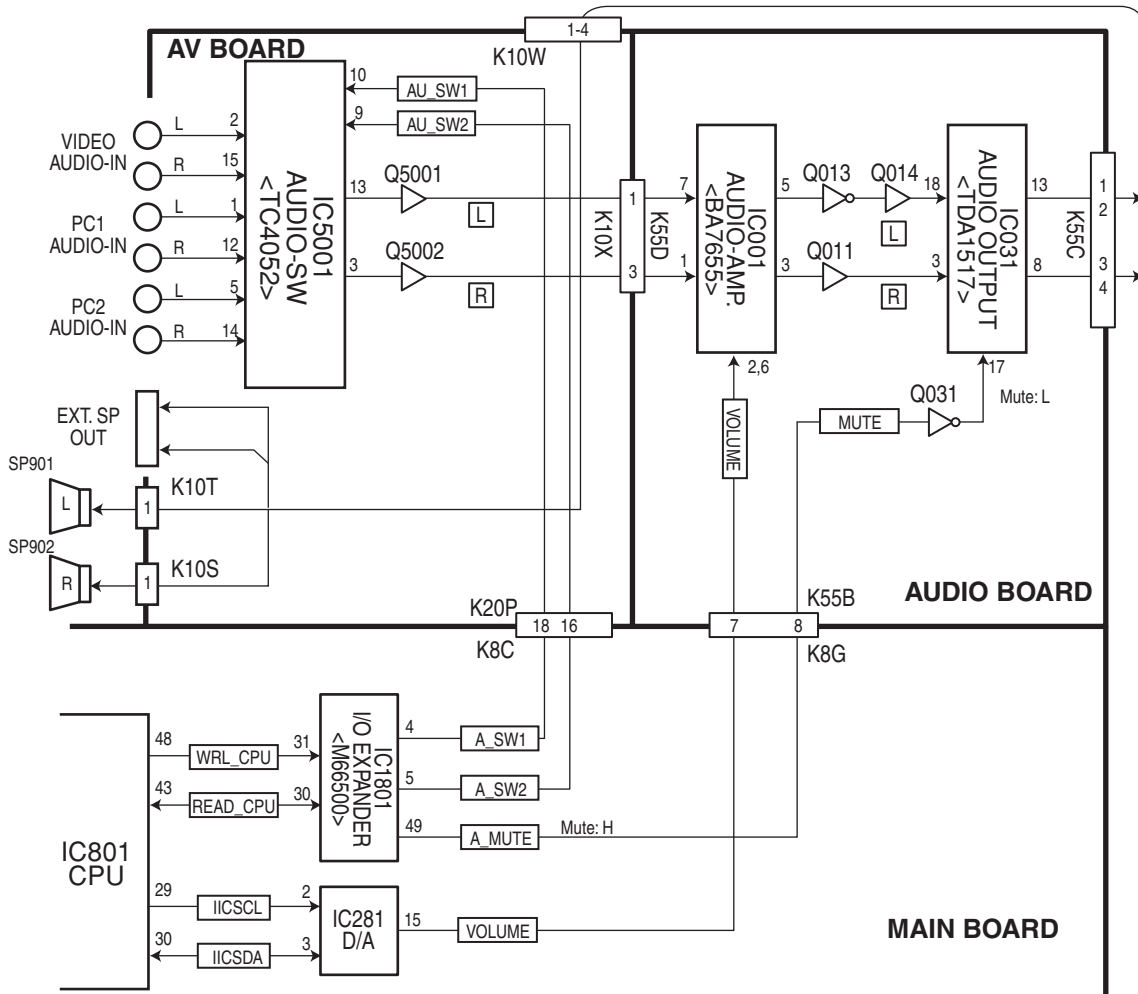 1-4
K10W
AV BOARD
10
AU_SW1
9
AU_SW2
VIDEO
AUDIO-IN
L
2
R
15
PC1
AUDIO-IN
L
1
R
12
PC2
AUDIO-IN
L
5
R
14
IC5001
AUDIO-SW
<TC4052>
13
Q5001
L
3
Q5002
R
1
3
K10X
K55D
7
1
IC001
AUDIO-AMP.
<BA7655>
5
Q013
Q014
18
L
3
Q011
3
R
IC031
AUDIO OUTPUT
<TDA1517>
13
8
1
2
3
4
K55C
2,6
VOLUME
17
Mute: L
Q031
MUTE
EXT. SP
OUT
SP901
L
1
K10T
SP902
R
1
K10S
K20P
18 16
K8C
K55B
7
8
K8G
AUDIO BOARD
IC801
CPU
48
WRL_CPU
31
43
READ_CPU
30
IC1801
I/O EXPANDER
<M66500>
4
A_SW1
5
A_SW2
49
A_MUTE
Mute: H
29
IICSCL
2
30
IICSDA
3
IC281
D/A
15
VOLUME
MAIN BOARD